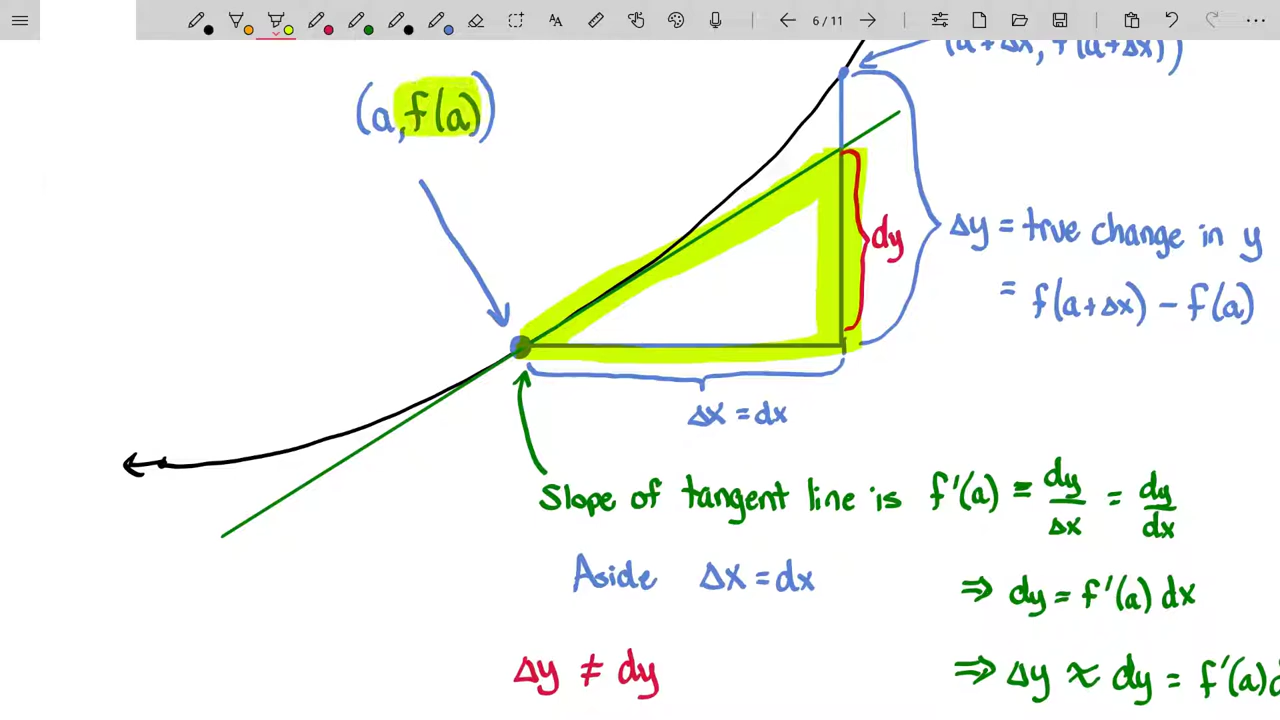 6 / 11
(a+Δx, f(a+Δx))
(a, f(a))
dy
Δy = true change in y
= f(a+Δx) - f(a)
Δx = dx
Slope of tangent line is f'(a) = dy/Δx = dy/dx
Aside Δx = dx
⇒ dy = f'(a) dx
Δy ≠ dy
⇒ Δy ≈ dy = f'(a)d